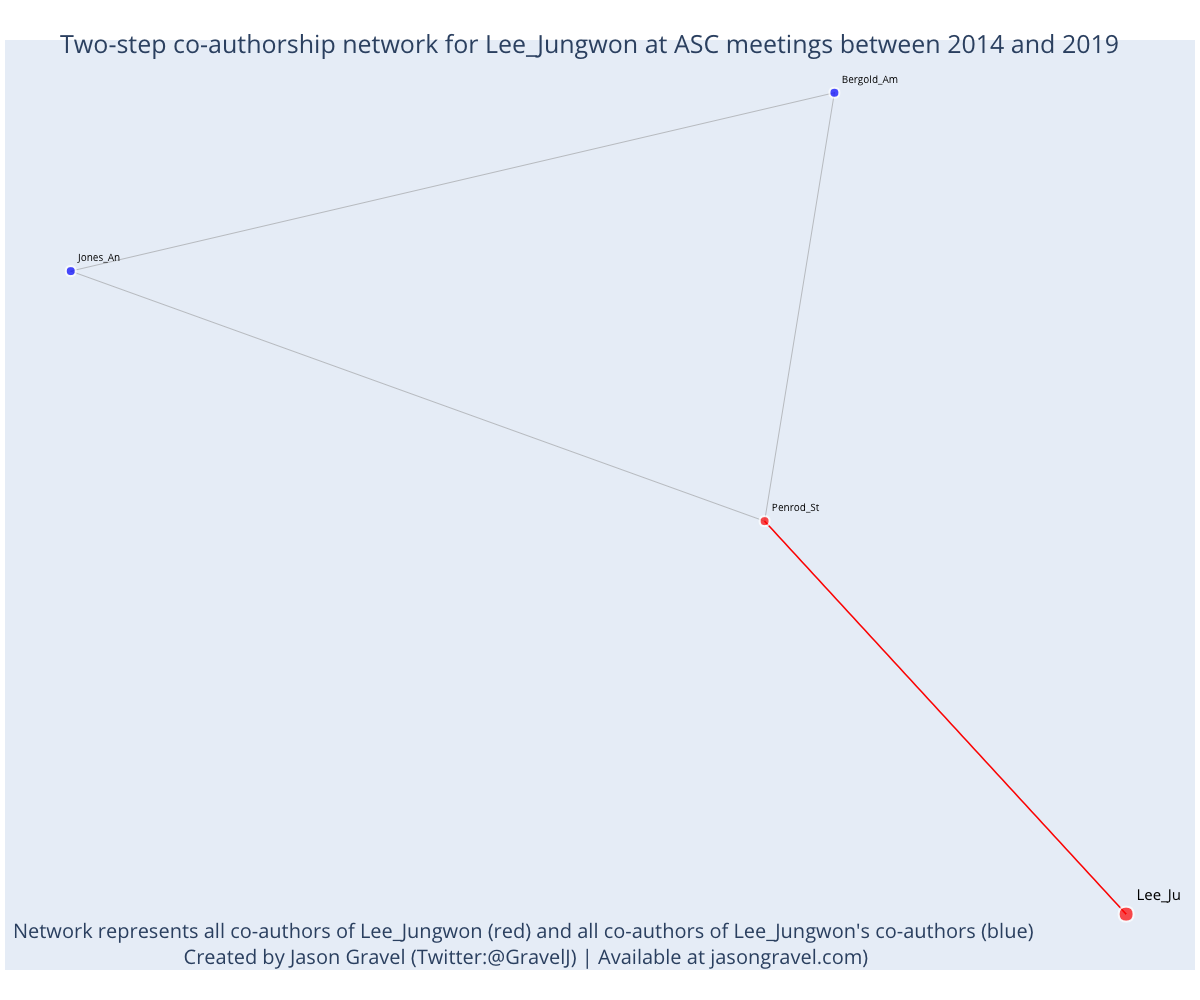 Two-step co-authorship network for Lee_Jungwon at ASC meetings between 2014 and 2019
Bergold_Am
Jones_An
Penrod_St
Lee_Ju
Network represents all co-authors of Lee_Jungwon (red) and all co-authors of Lee_Jungwon's co-authors (blue)
Created by Jason Gravel (Twitter:@GravelJ) | Available at jasongravel.com)